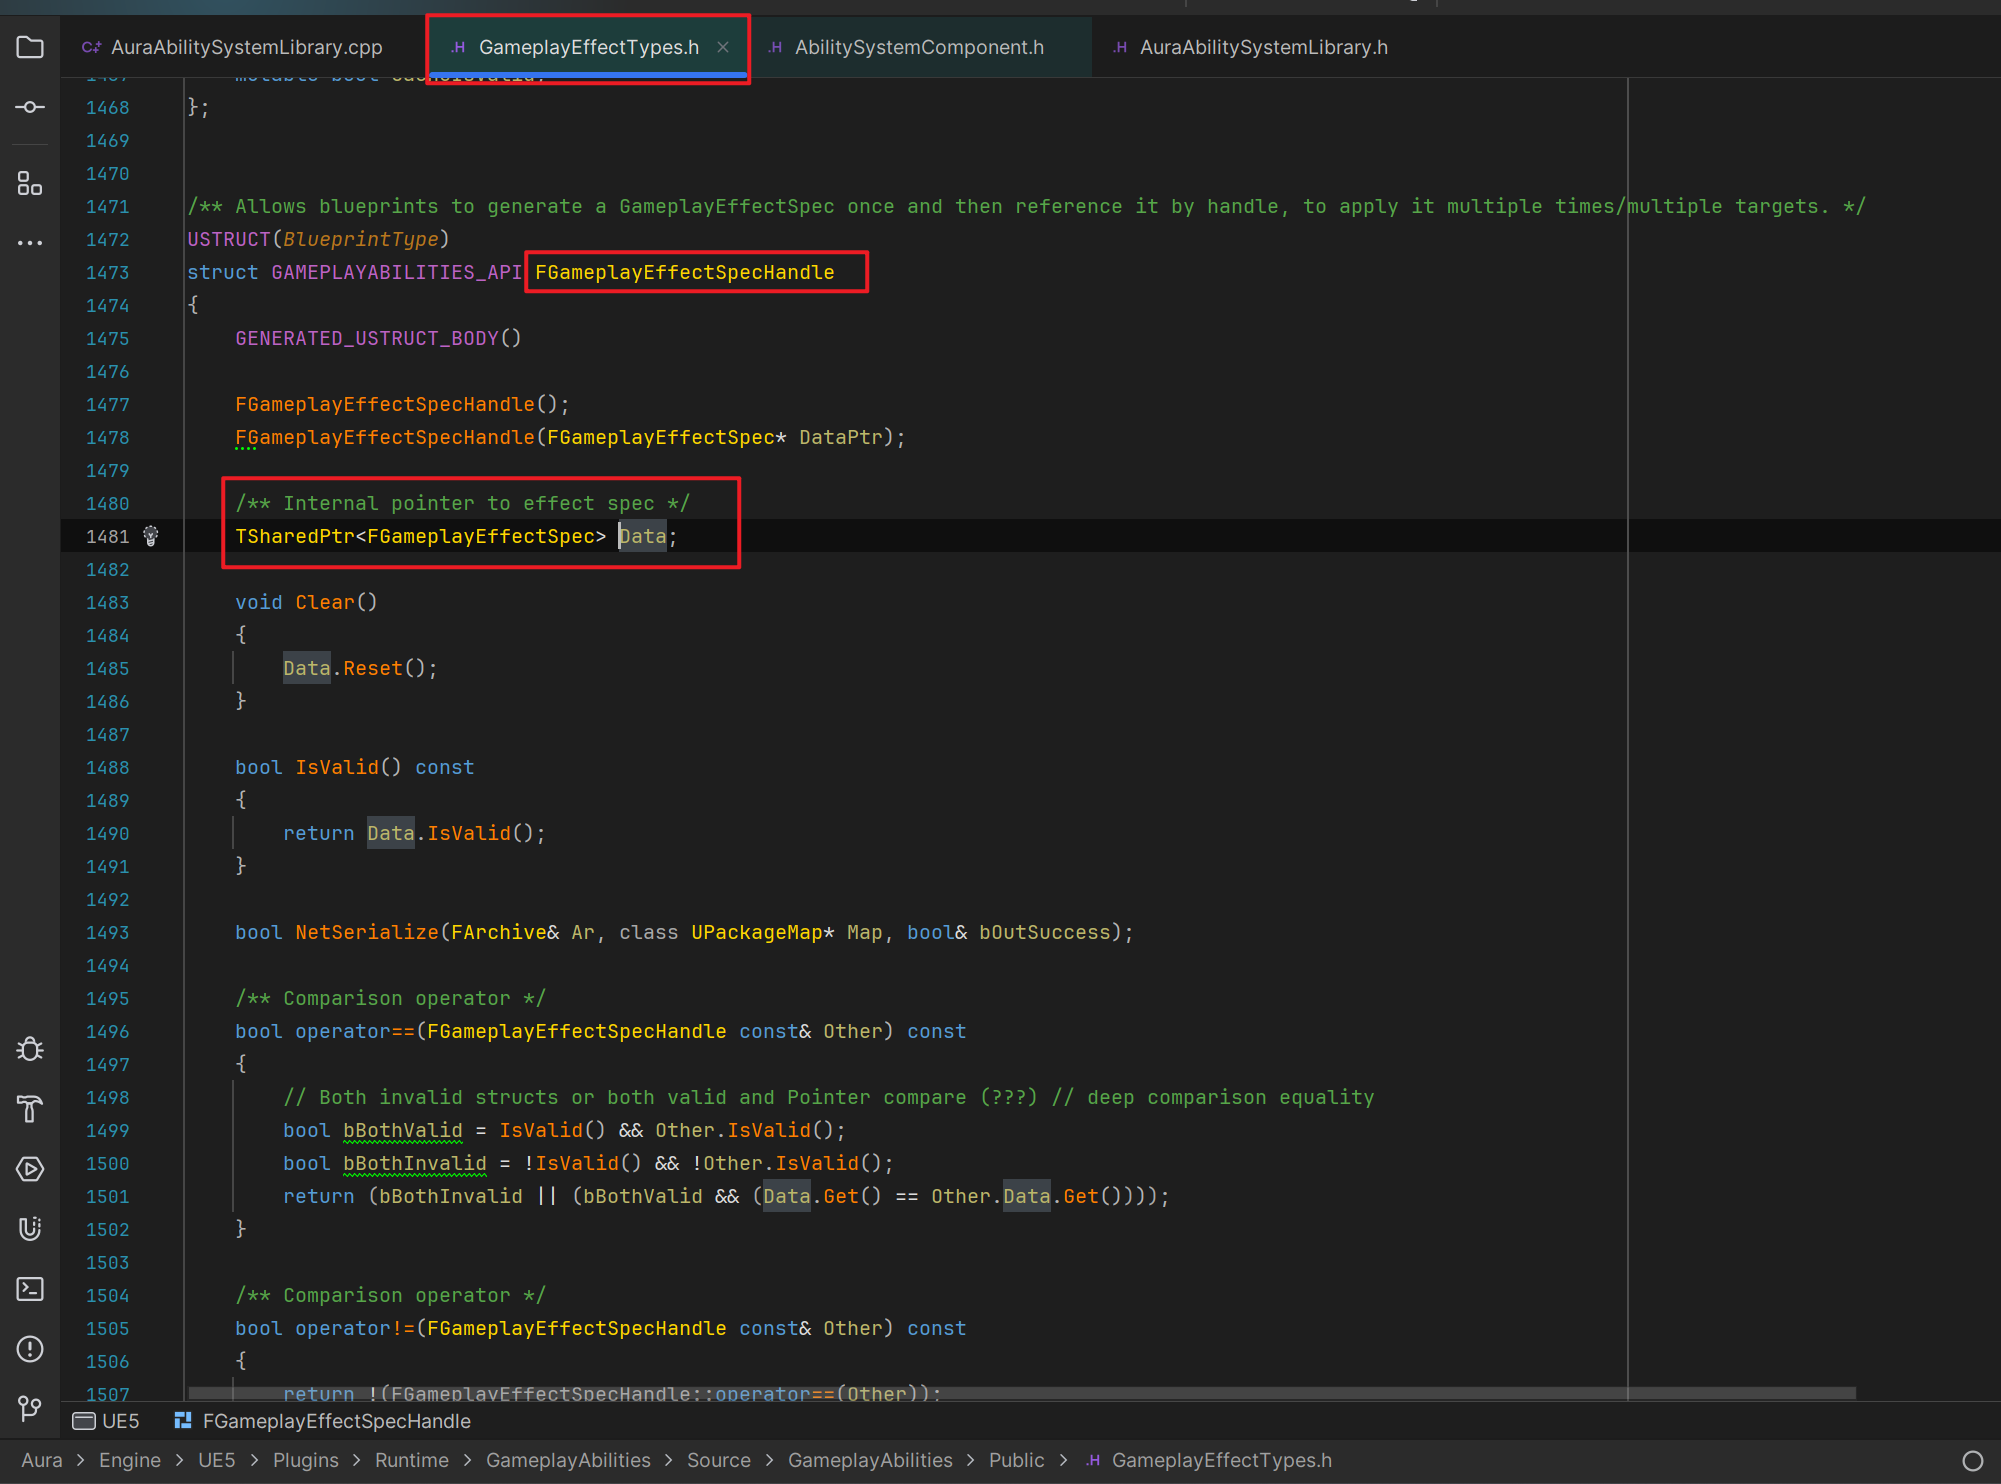 AuraAbilitySystemLibrary.cpp GameplayEffectTypes.h AbilitySystemComponent.h AuraAbilitySystemLibrary.h
1468 };
1469
1470
1471 /** Allows blueprints to generate a GameplayEffectSpec once and then reference it by handle, to apply it multiple times/multiple targets. */
1472 USTRUCT(BlueprintType)
1473 struct GAMEPLAYABILITIES_API FGameplayEffectSpecHandle
1474 {
1475 GENERATED_USTRUCT_BODY()
1476
1477 FGameplayEffectSpecHandle();
1478 FGameplayEffectSpecHandle(FGameplayEffectSpec* DataPtr);
1479
1480 /** Internal pointer to effect spec */
1481 TSharedPtr<FGameplayEffectSpec> Data;
1482
1483 void Clear()
1484 {
1485 Data.Reset();
1486 }
1487
1488 bool IsValid() const
1489 {
1490 return Data.IsValid();
1491 }
1492
1493 bool NetSerialize(FArchive& Ar, class UPackageMap* Map, bool& bOutSuccess);
1494
1495 /** Comparison operator */
1496 bool operator==(FGameplayEffectSpecHandle const& Other) const
1497 {
1498 // Both invalid structs or both valid and Pointer compare (???) // deep comparison equality
1499 bool bBothValid = IsValid() && Other.IsValid();
1500 bool bBothInvalid = !IsValid() && !Other.IsValid();
1501 return (bBothInvalid || (bBothValid && (Data.Get() == Other.Data.Get())));
1502 }
1503
1504 /** Comparison operator */
1505 bool operator!=(FGameplayEffectSpecHandle const& Other) const
1506 {
1507 return !(FGameplayEffectSpecHandle::operator==(Other));
UE5 FGameplayEffectSpecHandle
Aura > Engine > UE5 > Plugins > Runtime > GameplayAbilities > Source > GameplayAbilities > Public > .H GameplayEffectTypes.h